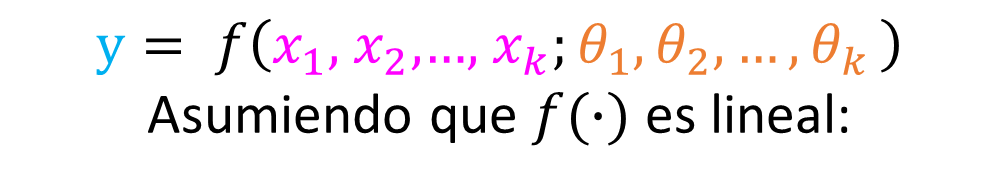 y = f(x₁, x₂,..., xₖ; θ₁, θ₂, ... , θₖ )
Asumiendo que f(·) es lineal: